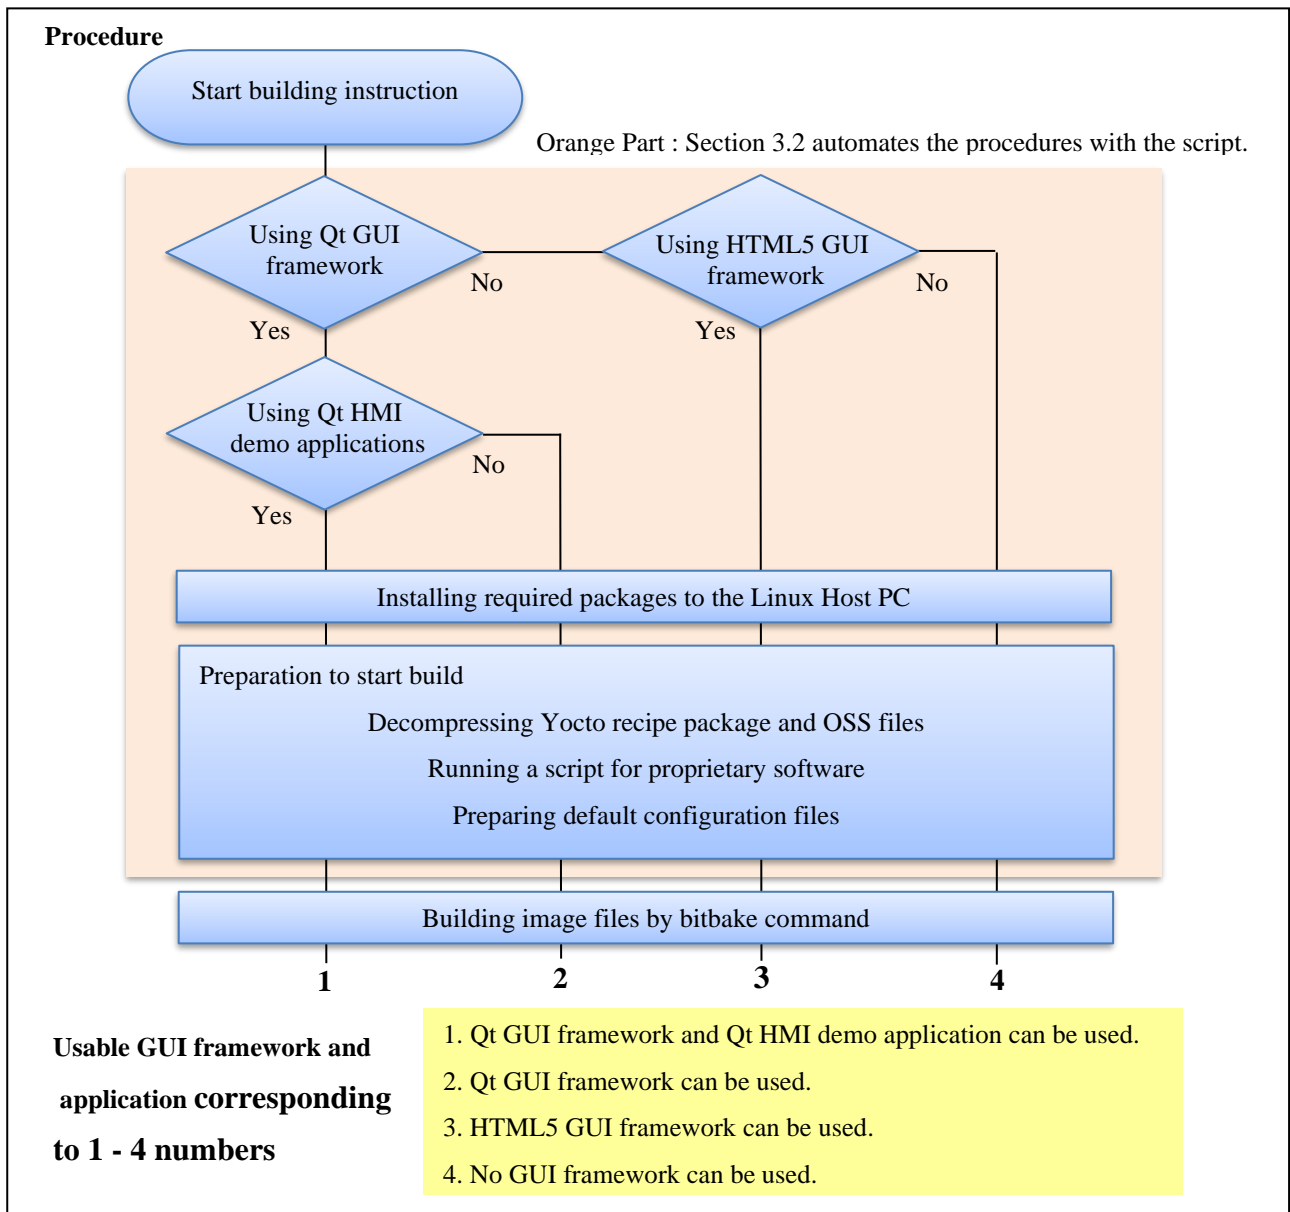 Procedure
Start building instruction
Orange Part : Section 3.2 automates the procedures with the script.
Using Qt GUI
framework
No
Yes
Using HTML5 GUI
framework
No
Yes
Using Qt HMI
demo applications
No
Yes
Installing required packages to the Linux Host PC
Preparation to start build
Decompressing Yocto recipe package and OSS files
Running a script for proprietary software
Preparing default configuration files
Building image files by bitbake command
1 2 3 4
Usable GUI framework and
application corresponding
to 1 - 4 numbers
1. Qt GUI framework and Qt HMI demo application can be used.
2. Qt GUI framework can be used.
3. HTML5 GUI framework can be used.
4. No GUI framework can be used.